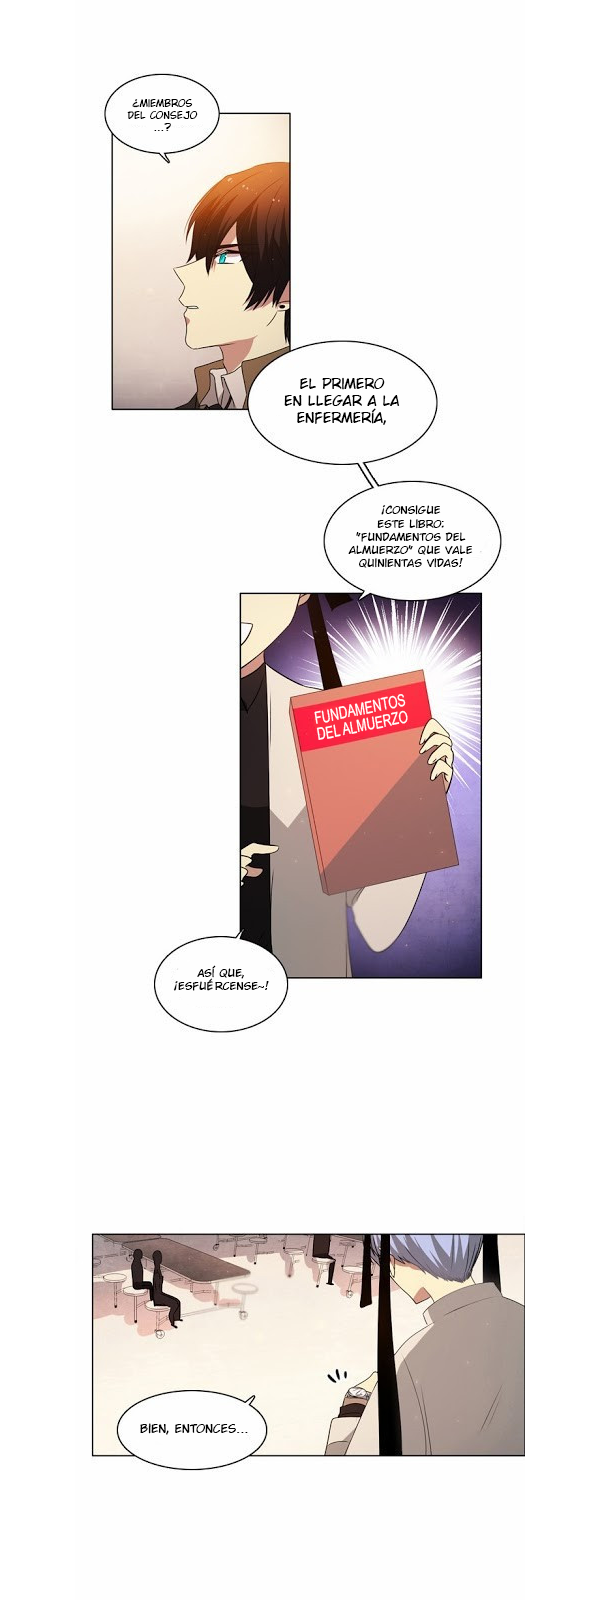 ¿MIEMBROS
DEL CONSEJO
...?
EL PRIMERO
EN LLEGAR A LA
ENFERMERÍA,
¡CONSIGUE
ESTE LIBRO:
"FUNDAMENTOS DEL
ALMUERZO" QUE VALE
QUINIENTAS VIDAS!
FUNDAMENTOS
DEL ALMUERZO
ASÍ QUE,
¡ESFUÉRCENSE~!
BIEN, ENTONCES...